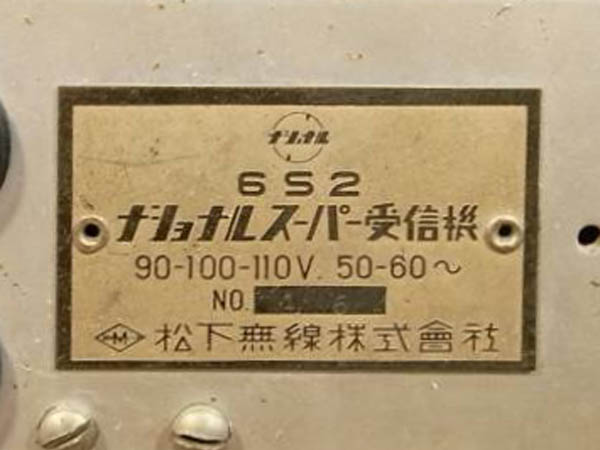 ナショナル
6S2
ナショナルスーパー受信機
90-100-110V. 50-60～
NO.
M 松下無線株式會社